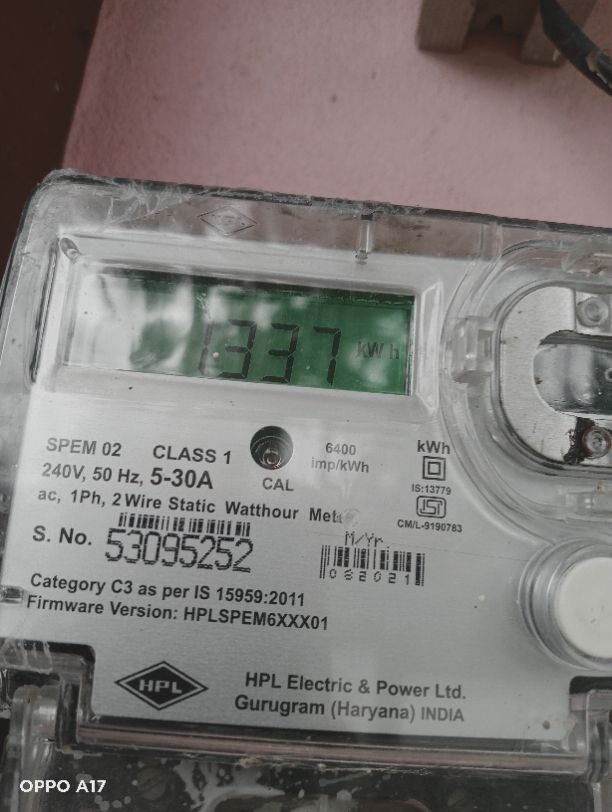 1337 kW h
SPEM 02 CLASS 1
6400
imp/kWh
kWh
240V, 50 Hz, 5-30A
CAL
IS:13779
ac, 1Ph, 2 Wire Static Watthour
CM/L-9190783
S. No. 53095252
M/Yr
082021
Category C3 as per IS 15959:2011
Firmware Version: HPLSPEM6XXX01
HPL
HPL Electric & Power Ltd.
Gurugram (Haryana) INDIA
OPPO A17